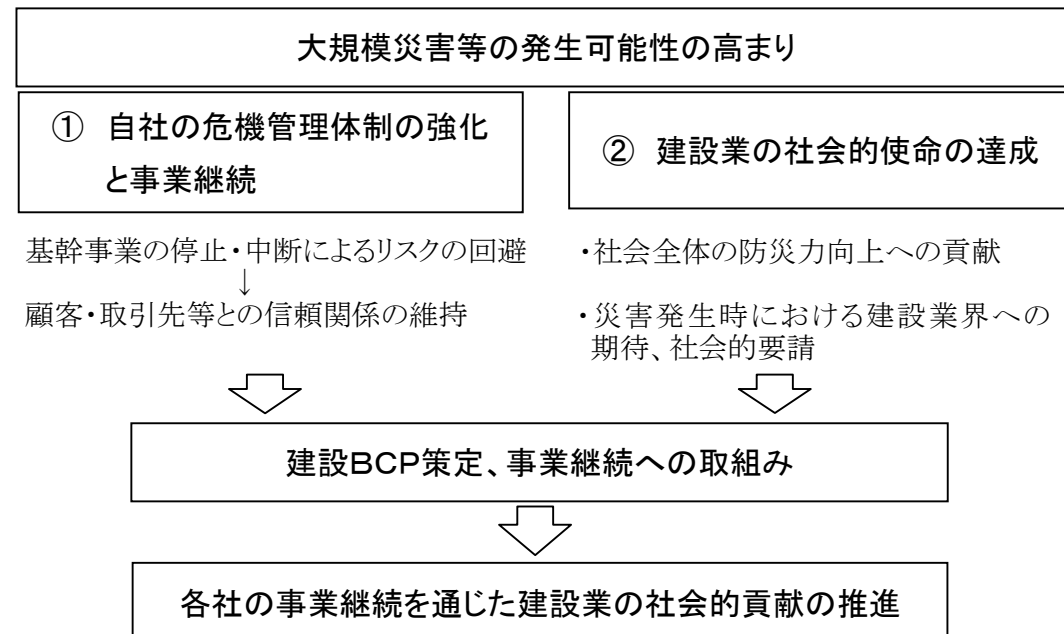 大規模災害等の発生可能性の高まり
① 自社の危機管理体制の強化
と事業継続
② 建設業の社会的使命の達成
基幹事業の停止・中断によるリスクの回避
↓
顧客・取引先等との信頼関係の維持
・社会全体の防災力向上への貢献
・災害発生時における建設業界への
期待、社会的要請
建設BCP策定、事業継続への取組み
各社の事業継続を通じた建設業の社会的貢献の推進